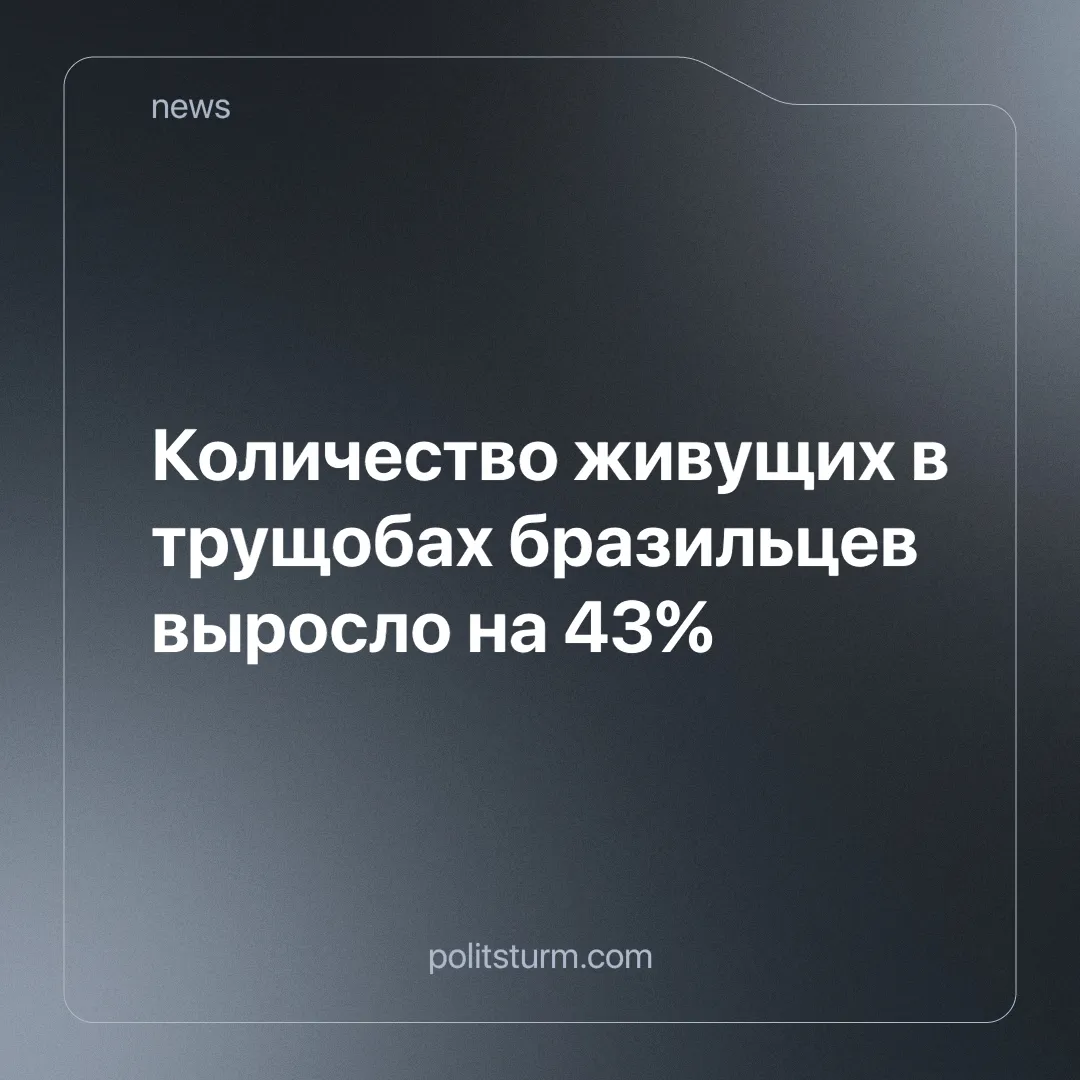 news
Количество живущих в
трущобах бразильцев
выросло на 43%
politsturm.com